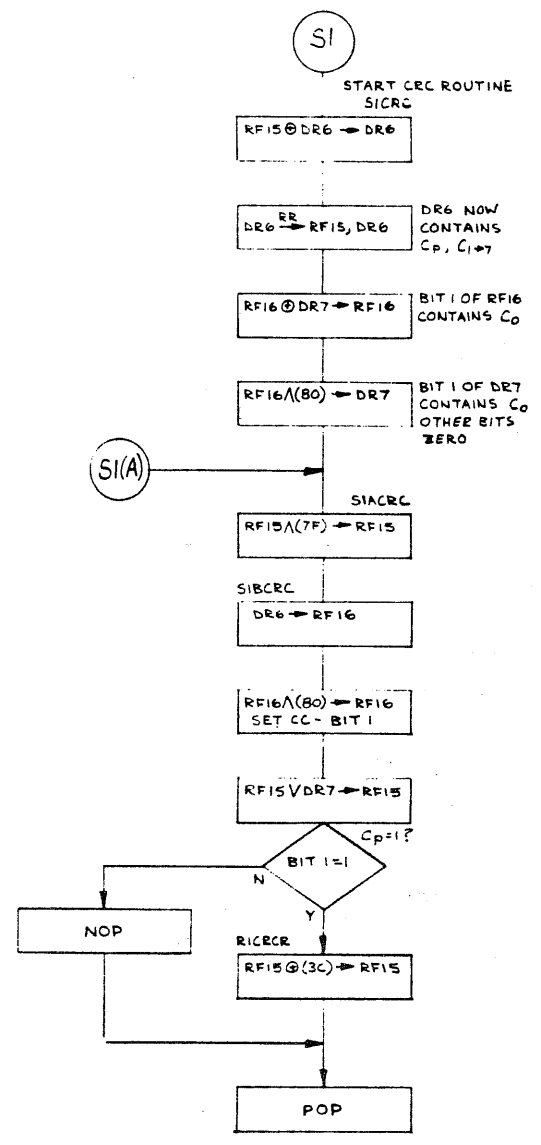 S1
START CRC ROUTINE
S1CRC
RF15⊕DR6→DR6
DR6 RR→ RF15, DR6
DR6 NOW
CONTAINS
Cp, C1→7
RF16⊕DR7→RF16
BIT 1 OF RF16
CONTAINS C0
RF16∧(80)→DR7
BIT 1 OF DR7
CONTAINS C0
OTHER BITS
ZERO
S1(A)
S1ACRC
RF15∧(7F)→RF15
S1BCRC
DR6→RF16
RF16∧(80)→RF16
SET CC-BIT 1
RF15∨DR7→RF15
Cp=1?
BIT 1=1
N
Y
NOP
R1CRCR
RF15⊕(3C)→RF15
POP